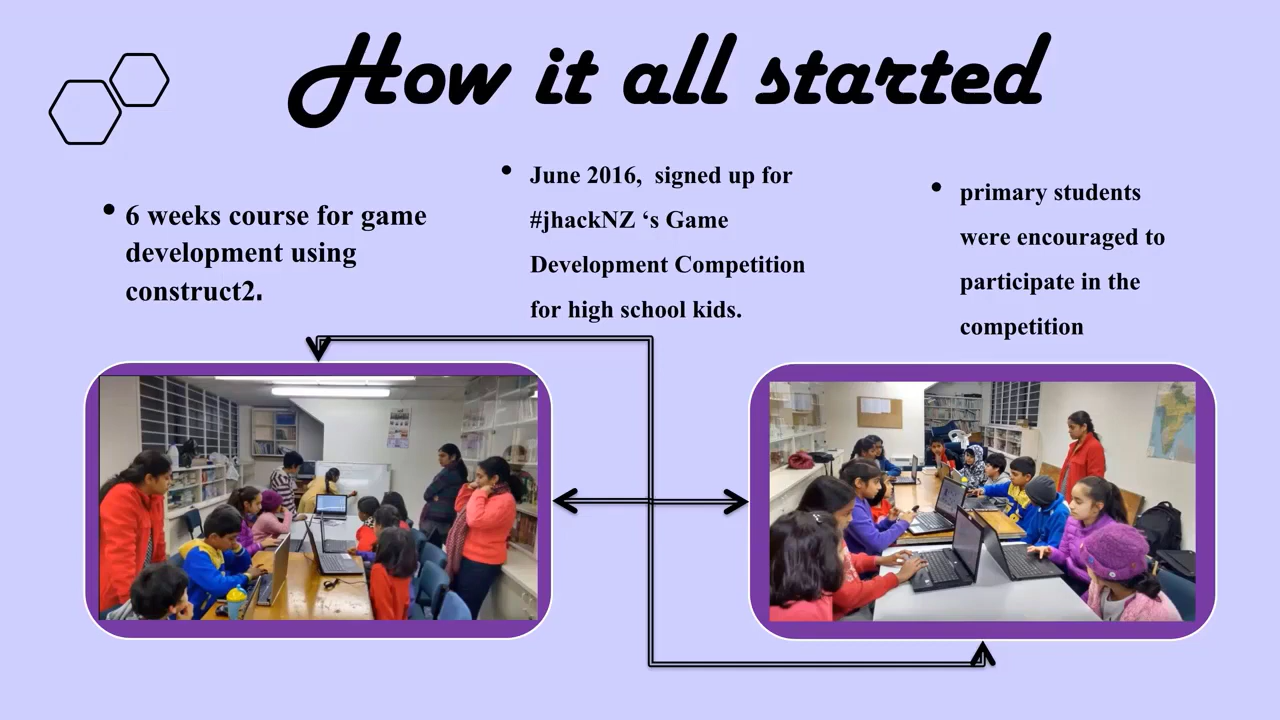 How it all started
• 6 weeks course for game
development using
construct2.
• June 2016,  signed up for
#jhackNZ ‘s Game
Development Competition
for high school kids.
• primary students
were encouraged to
participate in the
competition